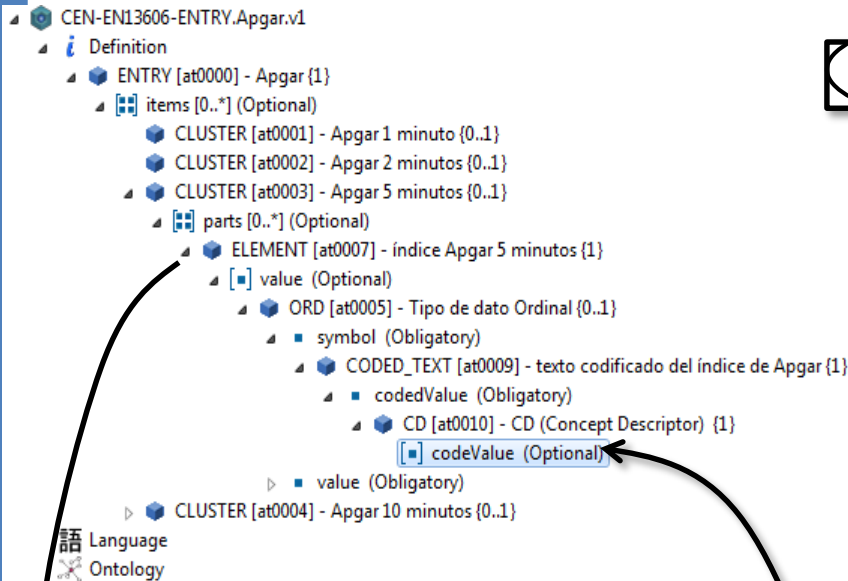 CEN-EN13606-ENTRY.Apgar.v1
Definition
ENTRY [at0000] - Apgar {1}
items [0..*] (Optional)
CLUSTER [at0001] - Apgar 1 minuto {0..1}
CLUSTER [at0002] - Apgar 2 minutos {0..1}
CLUSTER [at0003] - Apgar 5 minutos {0..1}
parts [0..*] (Optional)
ELEMENT [at0007] - índice Apgar 5 minutos {1}
value (Optional)
ORD [at0005] - Tipo de dato Ordinal {0..1}
symbol (Obligatory)
CODED_TEXT [at0009] - texto codificado del índice de Apgar {1}
codedValue (Obligatory)
CD [at0010] - CD (Concept Descriptor) {1}
codeValue (Optional)
value (Obligatory)
CLUSTER [at0004] - Apgar 10 minutos {0..1}
語 Language
Ontology